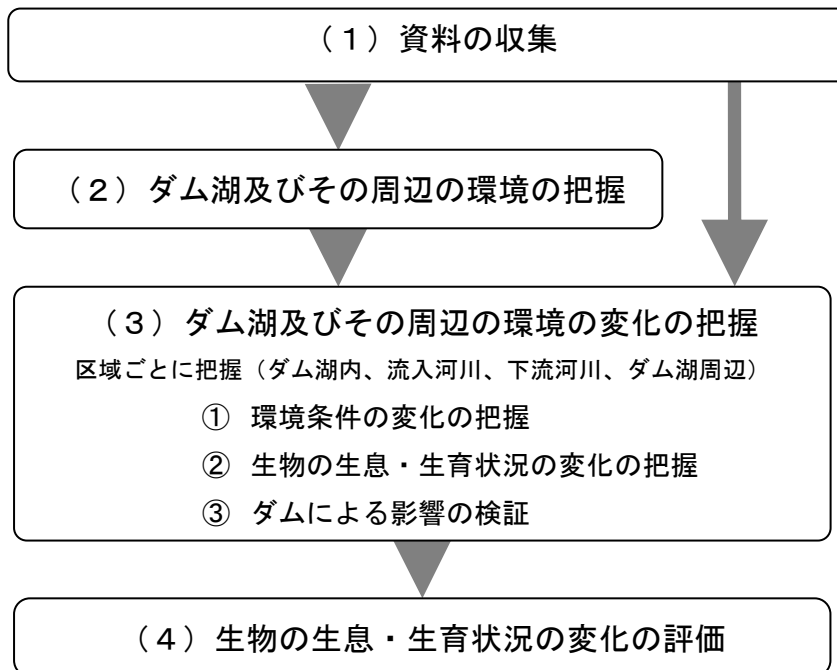 （１）資料の収集
（２）ダム湖及びその周辺の環境の把握
（３）ダム湖及びその周辺の環境の変化の把握
区域ごとに把握（ダム湖内、流入河川、下流河川、ダム湖周辺）
① 環境条件の変化の把握
② 生物の生息・生育状況の変化の把握
③ ダムによる影響の検証
（４）生物の生息・生育状況の変化の評価